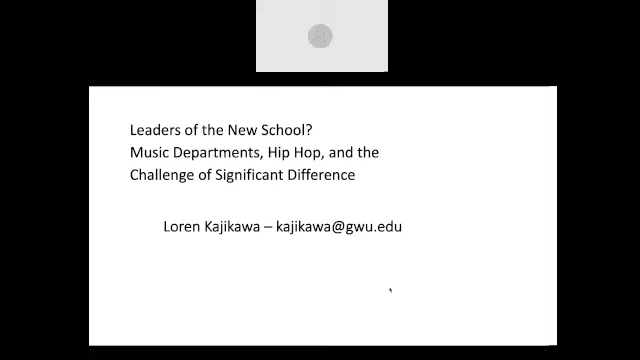 Leaders of the New School?
Music Departments, Hip Hop, and the
Challenge of Significant Difference
Loren Kajikawa – kajikawa@gwu.edu